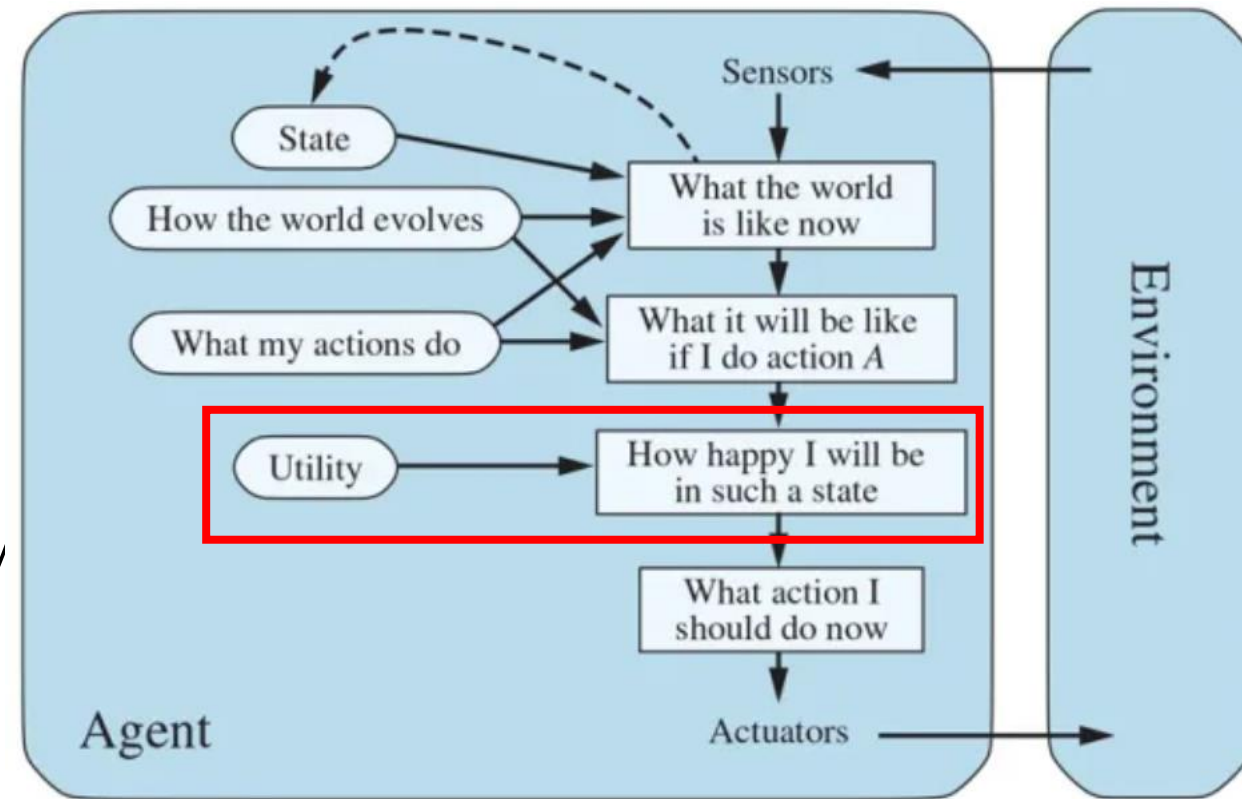 Sensors
State
What the world
is like now
How the world evolves
What it will be like
if I do action A
What my actions do
Utility
How happy I will be
in such a state
What action I
should do now
Agent
Actuators
Environment